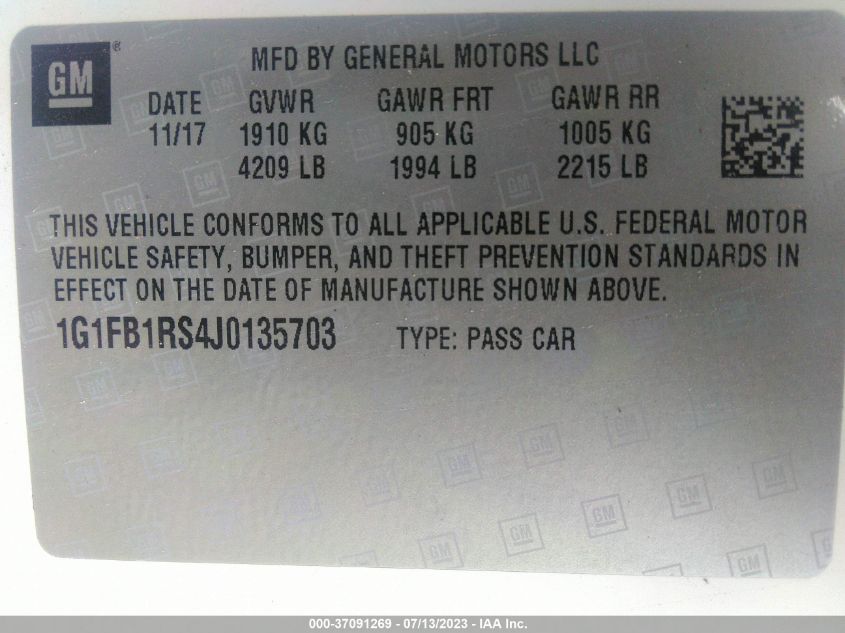 GM ®
MFD BY GENERAL MOTORS LLC
DATE GVWR GAWR FRT GAWR RR
11/17 1910 KG 905 KG 1005 KG
4209 LB 1994 LB 2215 LB
THIS VEHICLE CONFORMS TO ALL APPLICABLE U.S. FEDERAL MOTOR
VEHICLE SAFETY, BUMPER, AND THEFT PREVENTION STANDARDS IN
EFFECT ON THE DATE OF MANUFACTURE SHOWN ABOVE.
1G1FB1RS4J0135703 TYPE: PASS CAR
000-37091269 - 07/13/2023 - IAA Inc.